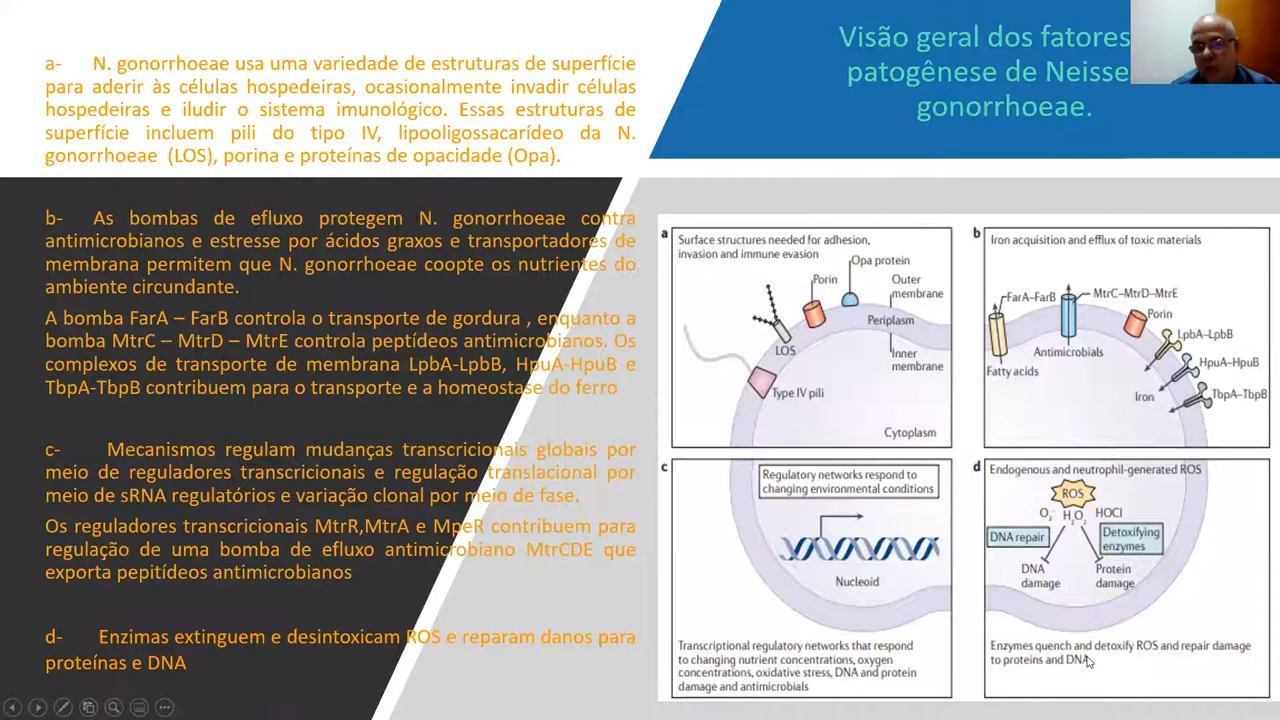 Visão geral dos fatores
patogênese de Neisse
gonorrhoeae.
a- N. gonorrhoeae usa uma variedade de estruturas de superfície
para aderir às células hospedeiras, ocasionalmente invadir células
hospedeiras e iludir o sistema imunológico. Essas estruturas de
superfície incluem pili do tipo IV, lipooligossacarídeo da N.
gonorrhoeae (LOS), porina e proteínas de opacidade (Opa).
b- As bombas de efluxo protegem N. gonorrhoeae contra
antimicrobianos e estresse por ácidos graxos e transportadores de
membrana permitem que N. gonorrhoeae coopte os nutrientes do
ambiente circundante.
A bomba FarA – FarB controla o transporte de gordura , enquanto a
bomba MtrC – MtrD – MtrE controla peptídeos antimicrobianos. Os
complexos de transporte de membrana LpbA-LpbB, HpuA-HpuB e
TbpA-TbpB contribuem para o transporte e a homeostase do ferro
c- Mecanismos regulam mudanças transcricionais globais por
meio de reguladores transcricionais e regulação translacional por
meio de sRNA regulatórios e variação clonal por meio de fase.
Os reguladores transcricionais MtrR,MtrA e MpeR contribuem para
regulação de uma bomba de efluxo antimicrobiano MtrCDE que
exporta pepitídeos antimicrobianos
d- Enzimas extinguem e desintoxicam ROS e reparam danos para
proteínas e DNA
a
Surface structures needed for adhesion,
invasion and immune evasion
Opa protein
Porin
Outer
membrane
Periplasm
LOS
Inner
membrane
Type IV pili
Cytoplasm
b
Iron acquisition and efflux of toxic materials
FarA–FarB
MtrC–MtrD–MtrE
Porin
LpbA–LpbB
Antimicrobials
HpuA–HpuB
Fatty acids
Iron
TbpA–TbpB
c
Regulatory networks respond to
changing environmental conditions
Nucleoid
Transcriptional regulatory networks that respond
to changing nutrient concentrations, oxygen
concentrations, oxidative stress, DNA and protein
damage and antimicrobials
d
Endogenous and neutrophil-generated ROS
ROS
O2- H2O2 HOCl
DNA repair
Detoxifying
enzymes
DNA
damage
Protein
damage
Enzymes quench and detoxify ROS and repair damage
to proteins and DNA